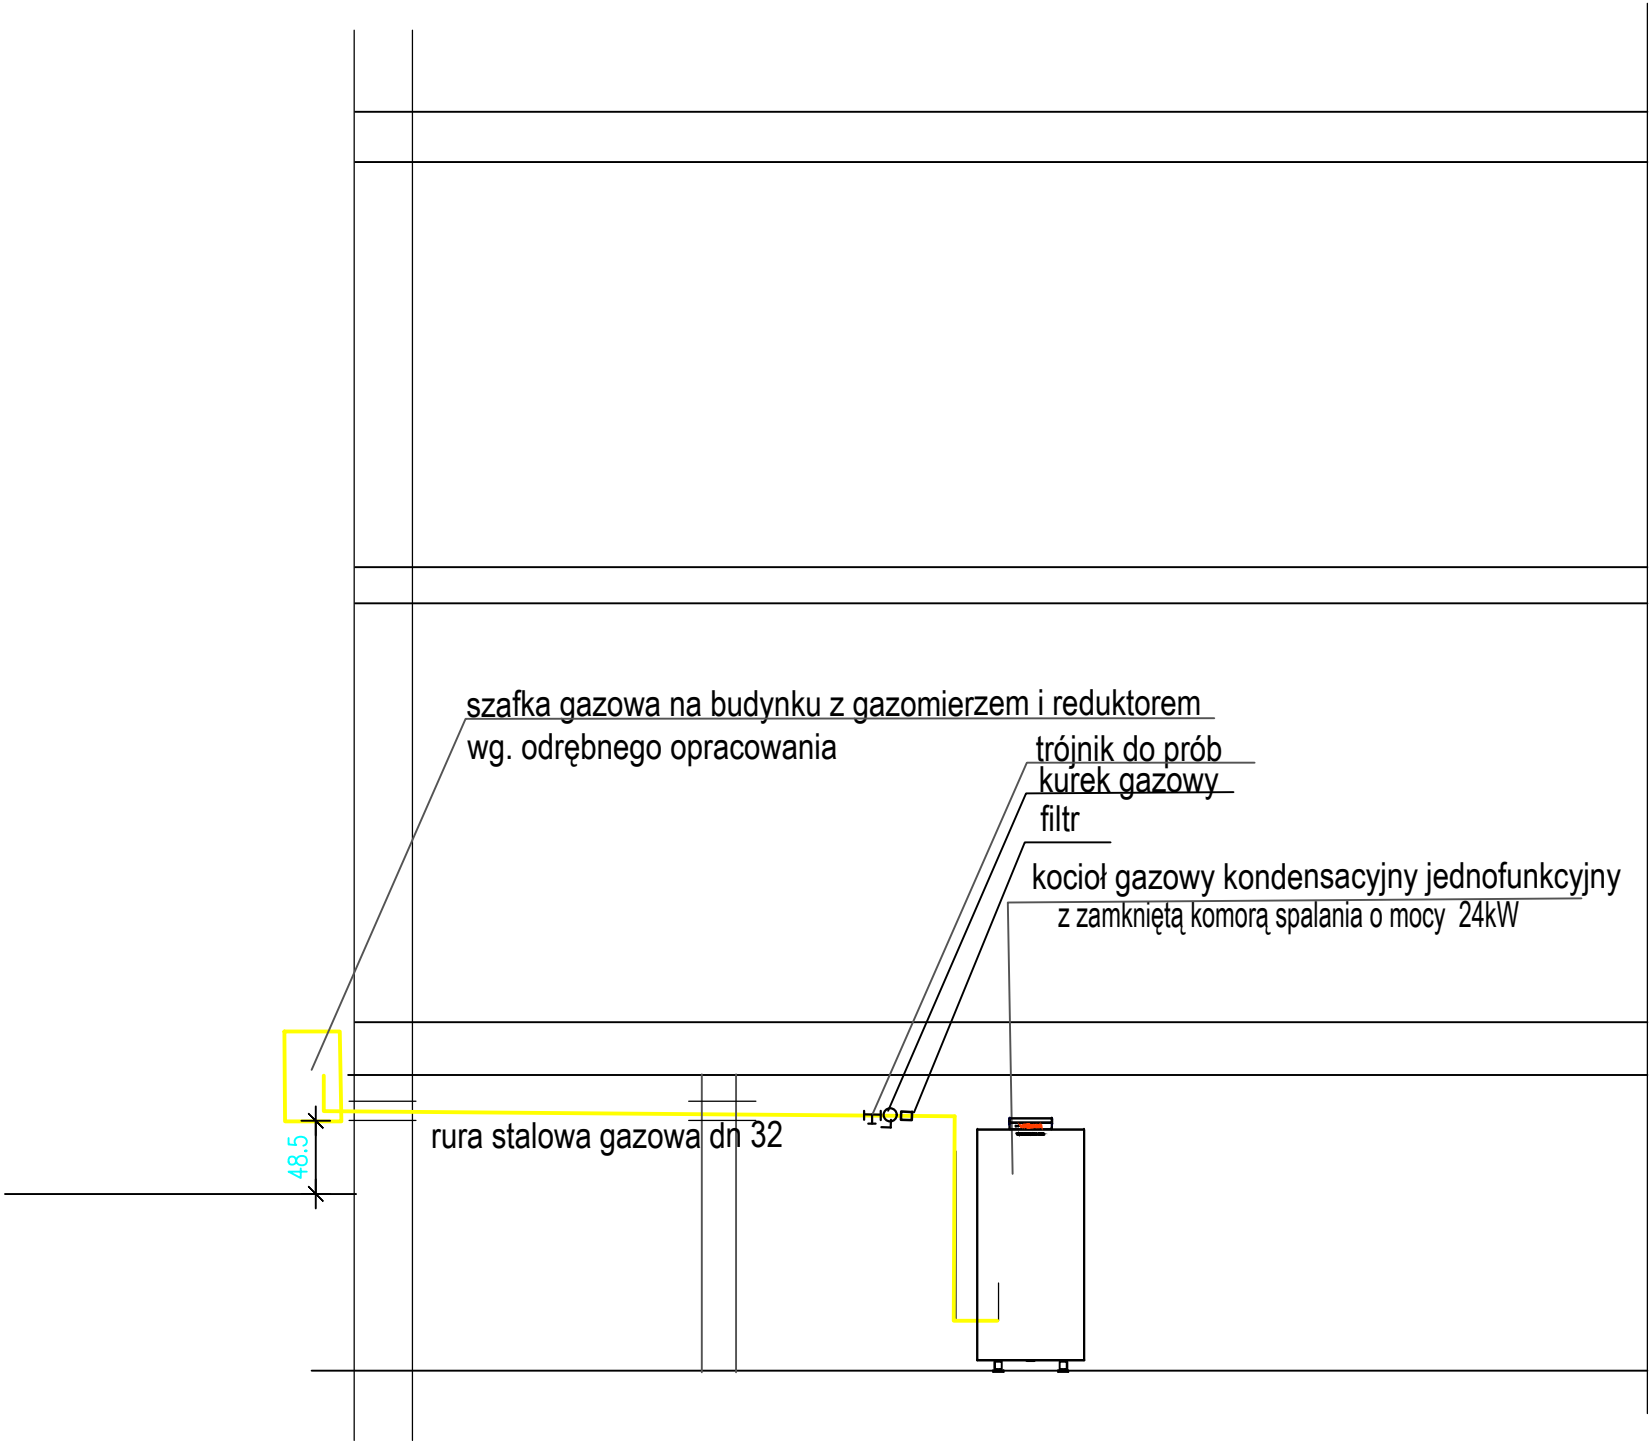 szafka gazowa na budynku z gazomierzem i reduktorem
wg. odrębnego opracowania
trójnik do prób
kurek gazowy
filtr
kocioł gazowy kondensacyjny jednofunkcyjny
z zamkniętą komorą spalania o mocy 24kW
rura stalowa gazowa dn 32
48.5